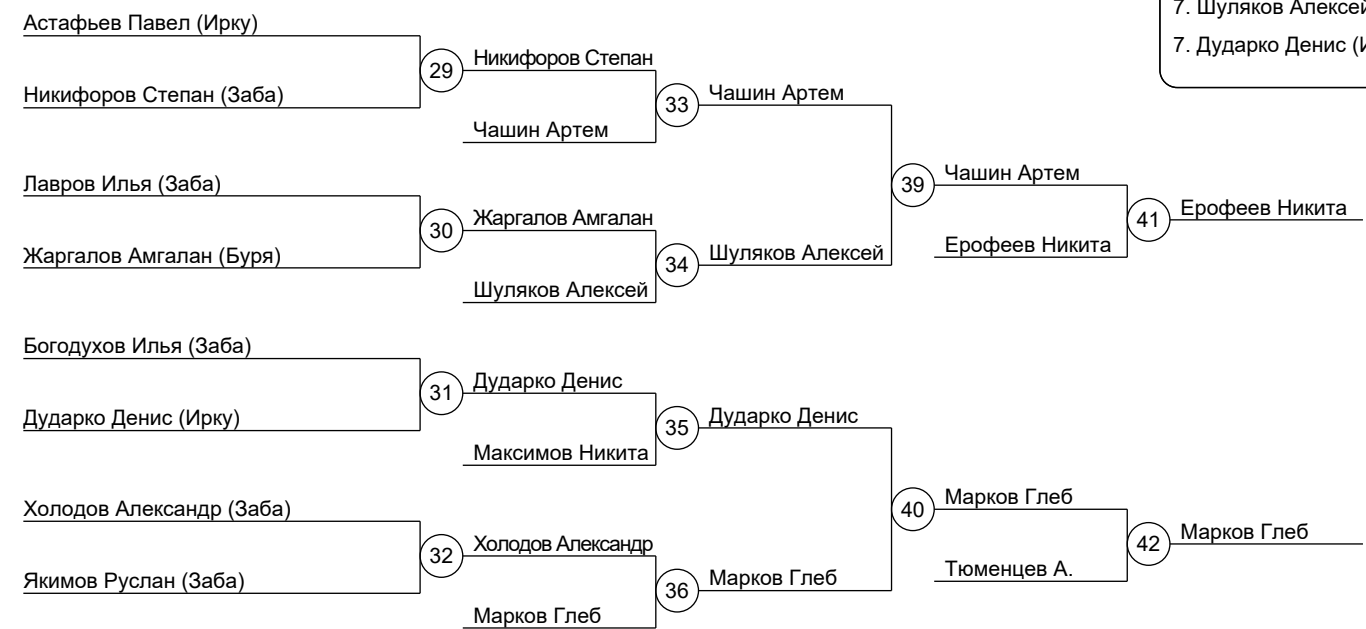 7. Шуляков Алексей
7. Дударко Денис
Астафьев Павел (Ирку)
29
Никифоров Степан
Никифоров Степан (Заба)
33
Чашин Артем
Чашин Артем
Лавров Илья (Заба)
39
Чашин Артем
30
Жаргалов Амгалан
41
Ерофеев Никита
Жаргалов Амгалан (Буря)
34
Шуляков Алексей
Ерофеев Никита
Шуляков Алексей
Богодухов Илья (Заба)
31
Дударко Денис
Дударко Денис (Ирку)
35
Дударко Денис
Максимов Никита
Холодов Александр (Заба)
40
Марков Глеб
32
Холодов Александр
42
Марков Глеб
Якимов Руслан (Заба)
36
Марков Глеб
Тюменцев А.
Марков Глеб